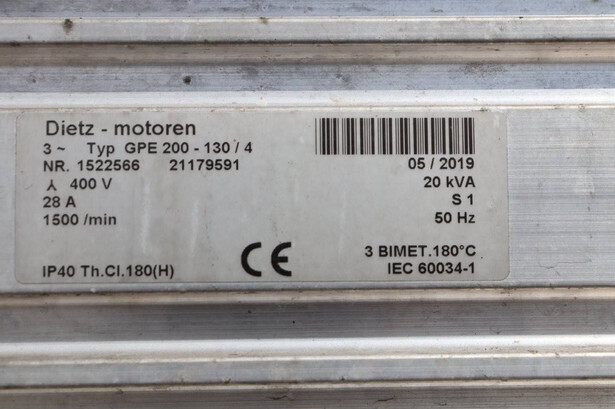 Dietz - motoren
3 ~ Typ GPE 200 - 130 / 4
NR. 1522566 21179591 05 / 2019
⅄ 400 V 20 kVA
28 A S 1
1500 /min 50 Hz
3 BIMET.180°C
IP40 Th.Cl.180(H) CE IEC 60034-1